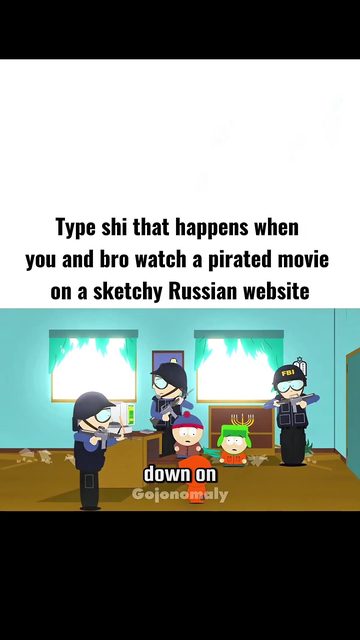 Type shi that happens when
you and bro watch a pirated movie
on a sketchy Russian website
FBI
down on
Gojonomaly